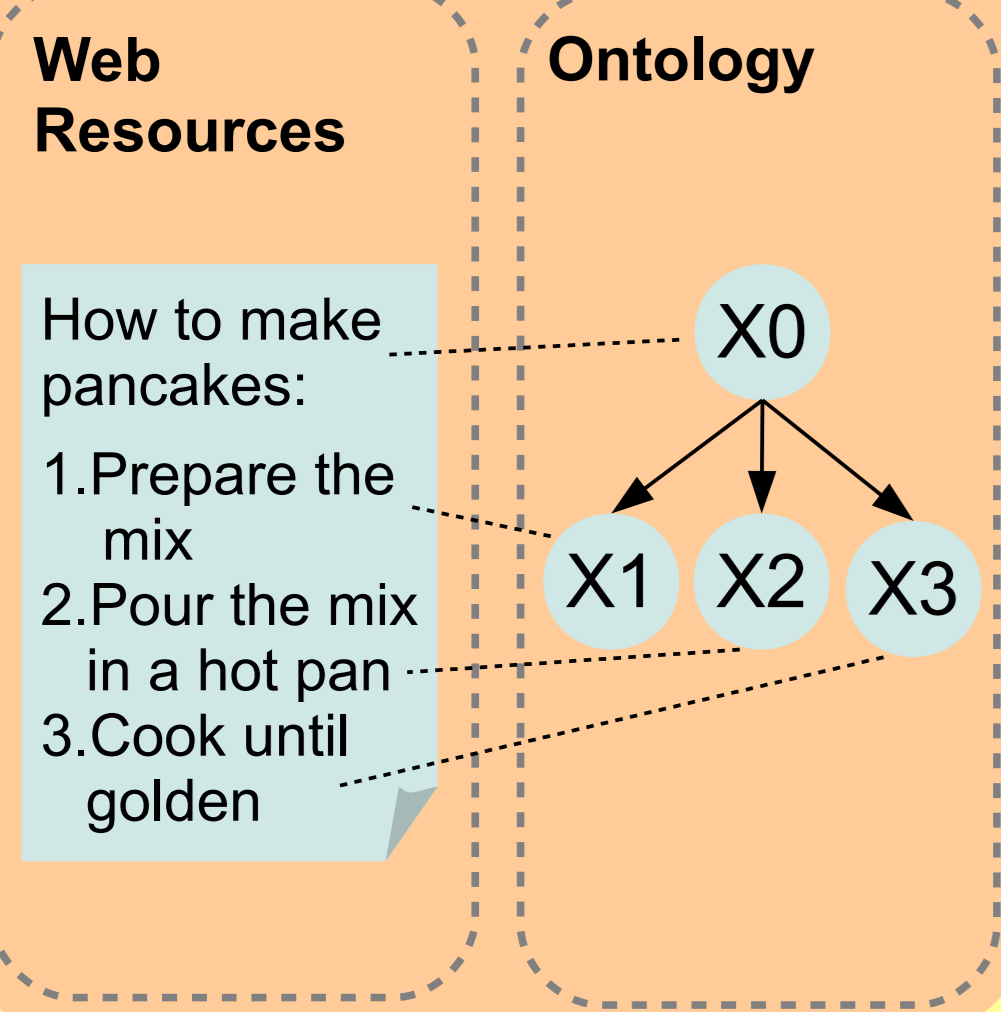 Web
Resources
Ontology
How to make
pancakes:
1.Prepare the
mix
2.Pour the mix
in a hot pan
3.Cook until
golden
X0
X1
X2
X3